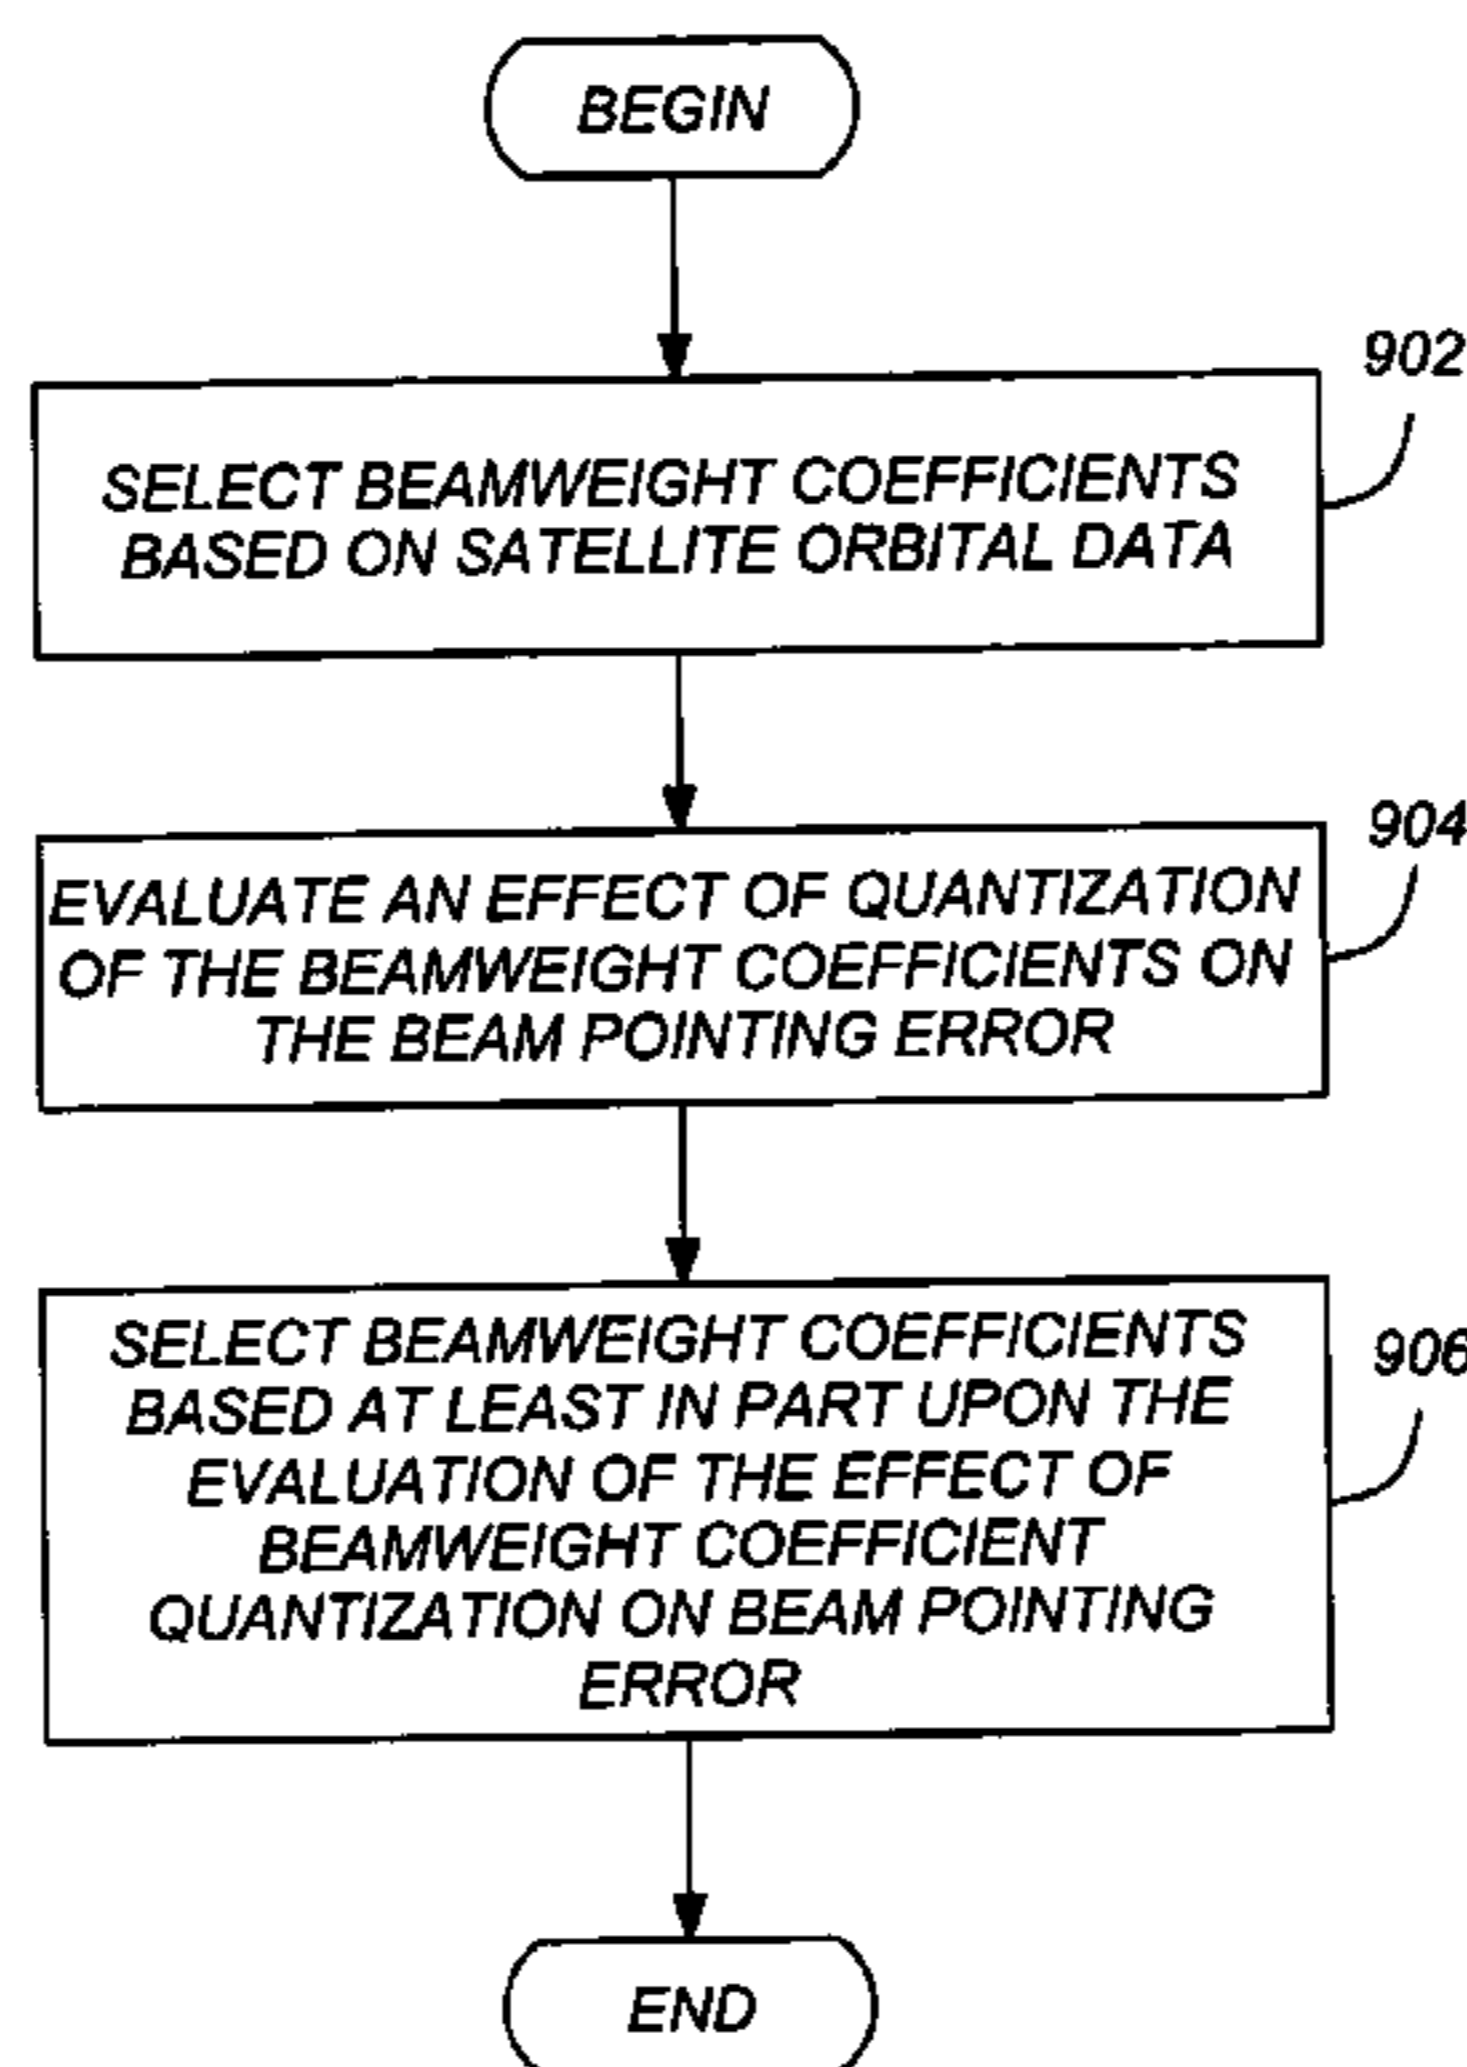 BEGIN
902
SELECT BEAMWEIGHT COEFFICIENTS
BASED ON SATELLITE ORBITAL DATA
904
EVALUATE AN EFFECT OF QUANTIZATION
OF THE BEAMWEIGHT COEFFICIENTS ON
THE BEAM POINTING ERROR
906
SELECT BEAMWEIGHT COEFFICIENTS
BASED AT LEAST IN PART UPON THE
EVALUATION OF THE EFFECT OF
BEAMWEIGHT COEFFICIENT
QUANTIZATION ON BEAM POINTING
ERROR
END